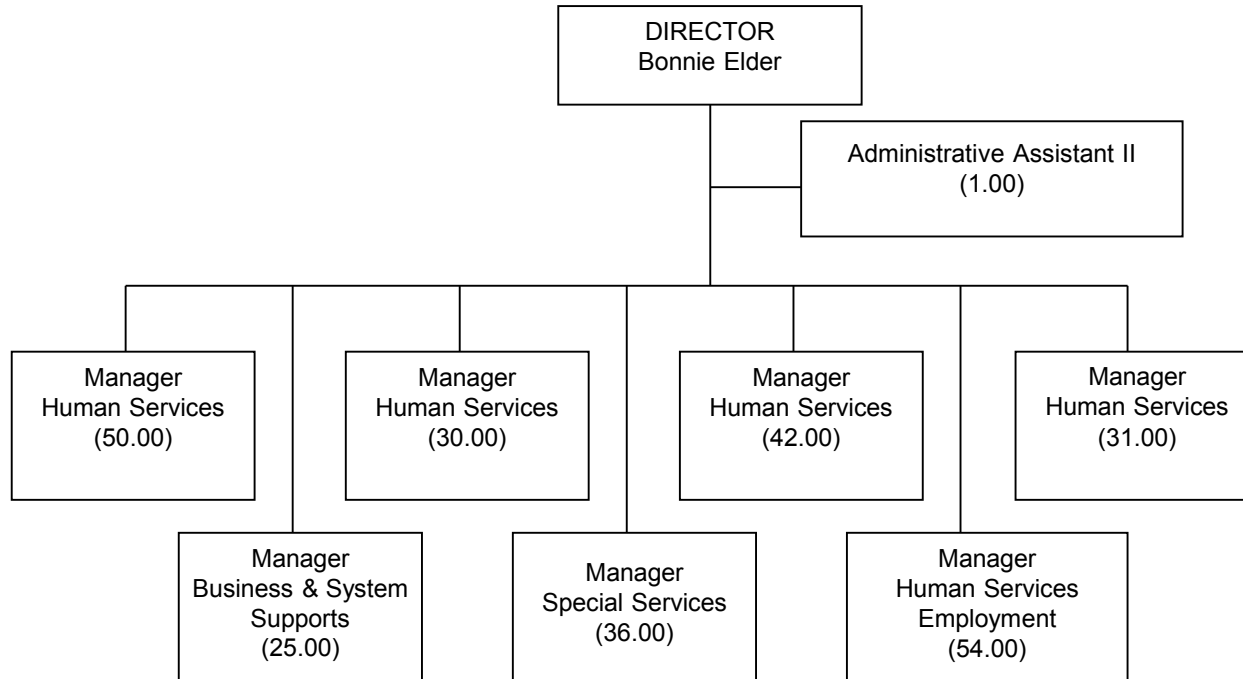 DIRECTOR
Bonnie Elder
Administrative Assistant II
(1.00)
Manager
Human Services
(50.00)
Manager
Human Services
(30.00)
Manager
Human Services
(42.00)
Manager
Human Services
(31.00)
Manager
Business & System
Supports
(25.00)
Manager
Special Services
(36.00)
Manager
Human Services
Employment
(54.00)